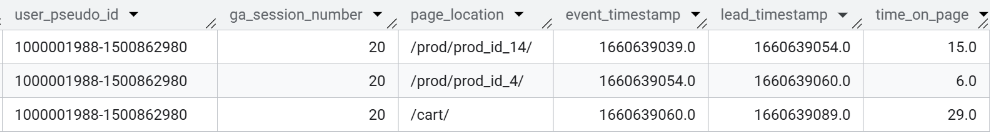 user_pseudo_id ga_session_number page_location event_timestamp lead_timestamp time_on_page
1000001988-1500862980 20 /prod/prod_id_14/ 1660639039.0 1660639054.0 15.0
1000001988-1500862980 20 /prod/prod_id_4/ 1660639054.0 1660639060.0 6.0
1000001988-1500862980 20 /cart/ 1660639060.0 1660639089.0 29.0